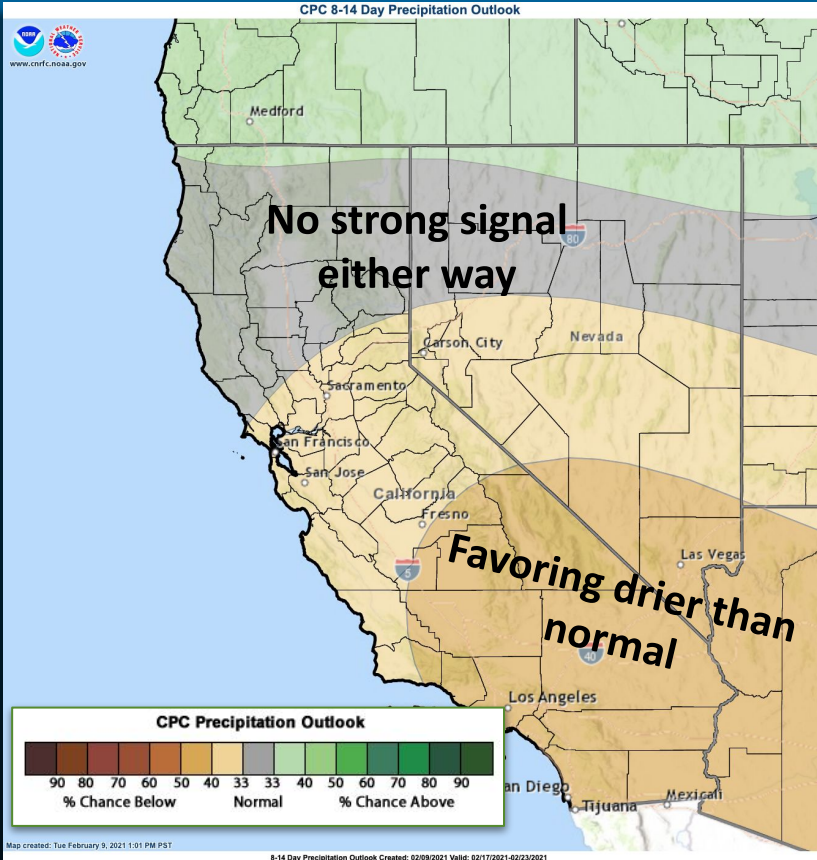 CPC 8-14 Day Precipitation Outlook
NOAA
www.cnrfc.noaa.gov
Medford
No strong signal
either way
80
Carson City
Nevada
Sacramento
San Francisco
San Jose
California
Fresno
5
Las Vegas
Favoring drier than
normal
40
Los Angeles
an Diego
Tijuana
Mexicali
CPC Precipitation Outlook
90 80 70 60 50 40 33 33 40 50 60 70 80 90
% Chance Below Normal % Chance Above
Map created: Tue February 9, 2021 1:01 PM PST
8-14 Day Precipitation Outlook Created: 02/09/2021 Valid: 02/17/2021-02/23/2021